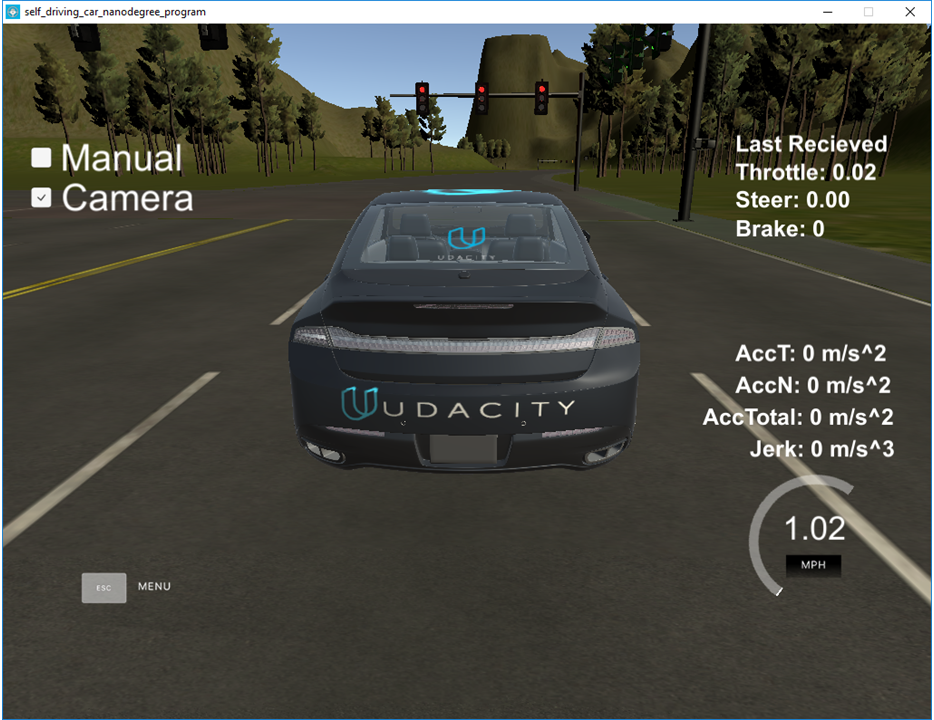 self_driving_car_nanodegree_program
Manual
Camera
Last Recieved
Throttle: 0.02
Steer: 0.00
Brake: 0
UDACITY
AccT: 0 m/s^2
AccN: 0 m/s^2
AccTotal: 0 m/s^2
Jerk: 0 m/s^3
UDACITY
1.02
MPH
ESC MENU